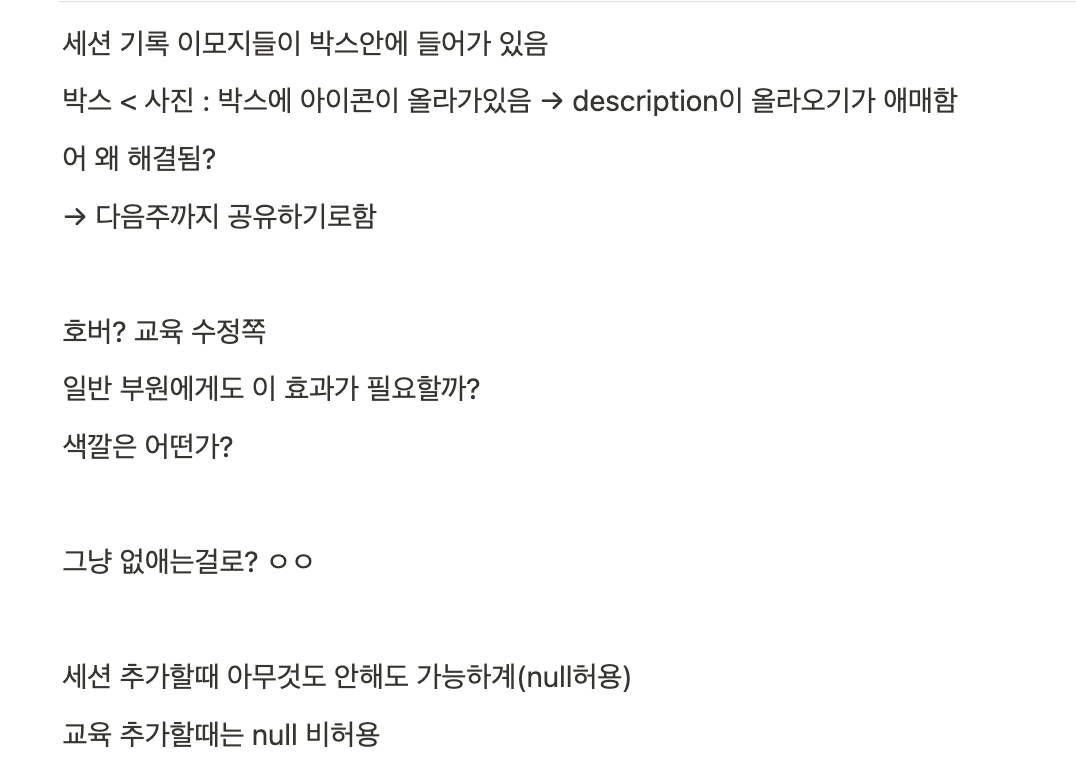 세션 기록 이모지들이 박스안에 들어가 있음
박스 < 사진 : 박스에 아이콘이 올라가있음 → description이 올라오기가 애매함
어 왜 해결됨?
→ 다음주까지 공유하기로함
호버? 교육 수정쪽
일반 부원에게도 이 효과가 필요할까?
색깔은 어떤가?
그냥 없애는걸로? ㅇㅇ
세션 추가할때 아무것도 안해도 가능하계(null허용)
교육 추가할때는 null 비허용